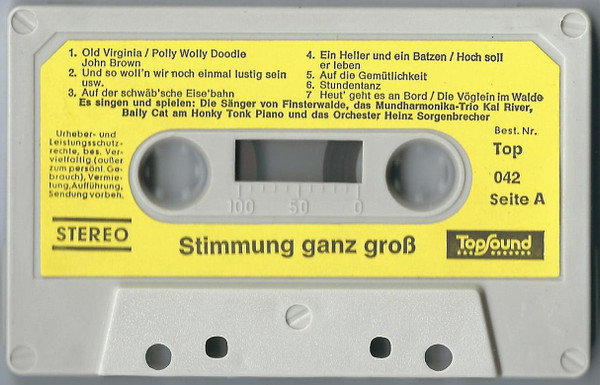 1. Old Virginia / Polly Wolly Doodle
John Brown
2. Und so woll'n wir noch einmal lustig sein
usw.
3. Auf der schwäb'sche Eise'bahn
4. Ein Heller und ein Batzen / Hoch soll
er leben
5. Auf die Gemütlichkeit
6. Stundentanz
7 Heut' geht es an Bord / Die Vöglein im Walde
Es singen und spielen: Die Sänger von Finsterwalde, das Mundharmonika-Trio Kal River,
Bally Cat am Honky Tonk Piano und das Orchester Heinz Sorgenbrecher
Urheber- und
Leistungsschutz-
rechte, bes. Ver-
vielfältig.(außer
zum persönl. Ge-
brauch), Vermie-
tung, Aufführung,
Sendung vorbeh.
Best. Nr.
Top
042
Seite A
100 50 0
STEREO
Stimmung ganz groß
TopSound